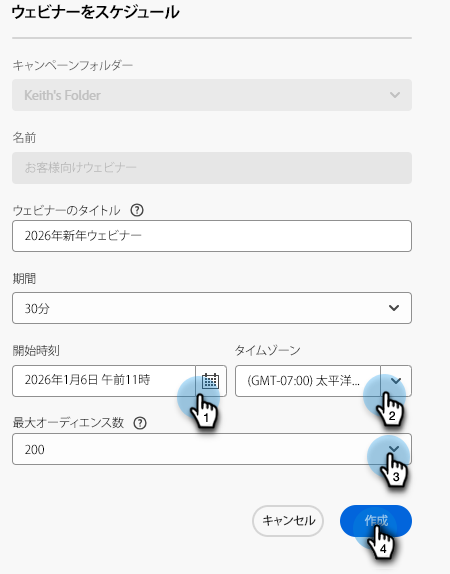 ウェビナーをスケジュール
キャンペーンフォルダー
Keith's Folder
名前
お客様向けウェビナー
ウェビナーのタイトル ?
2026年新年ウェビナー
期間
30分
開始時刻 タイムゾーン
2026年1月6日 午前11時 (GMT-07:00) 太平洋...
1 2
最大オーディエンス数 ?
200
3
キャンセル 作成
4